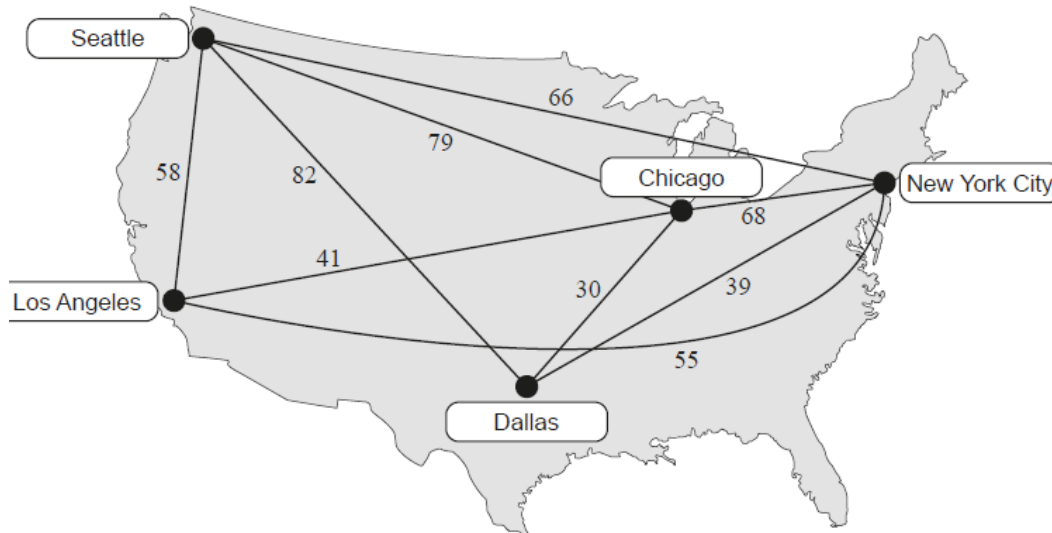 Seattle
66
79
58
82
Chicago
New York City
68
41
Los Angeles
30
39
55
Dallas